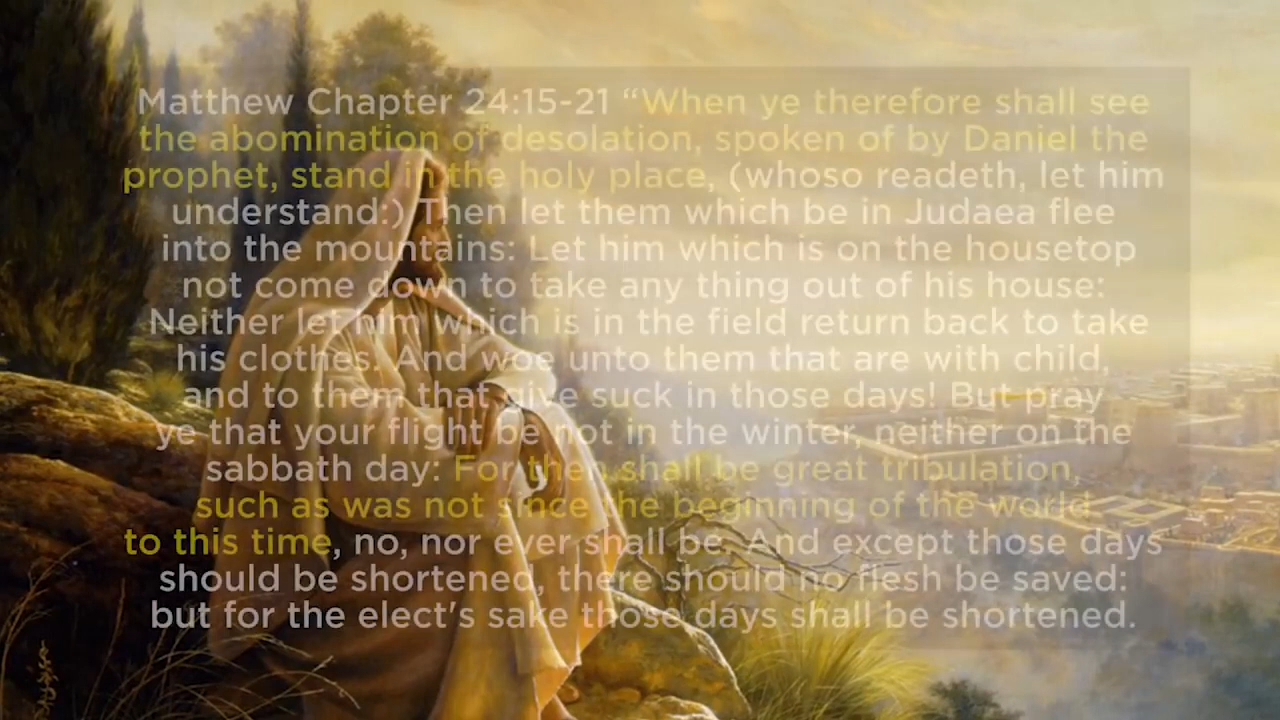 Matthew Chapter 24:15-21 “When ye therefore shall see
the abomination of desolation, spoken of by Daniel the
prophet, stand in the holy place, (whoso readeth, let him
understand:) Then let them which be in Judaea flee
into the mountains: Let him which is on the housetop
not come down to take any thing out of his house:
Neither let him which is in the field return back to take
his clothes. And woe unto them that are with child,
and to them that give suck in those days! But pray
ye that your flight be not in the winter, neither on the
sabbath day: For then shall be great tribulation,
such as was not since the beginning of the world
to this time, no, nor ever shall be. And except those days
should be shortened, there should no flesh be saved:
but for the elect's sake those days shall be shortened.